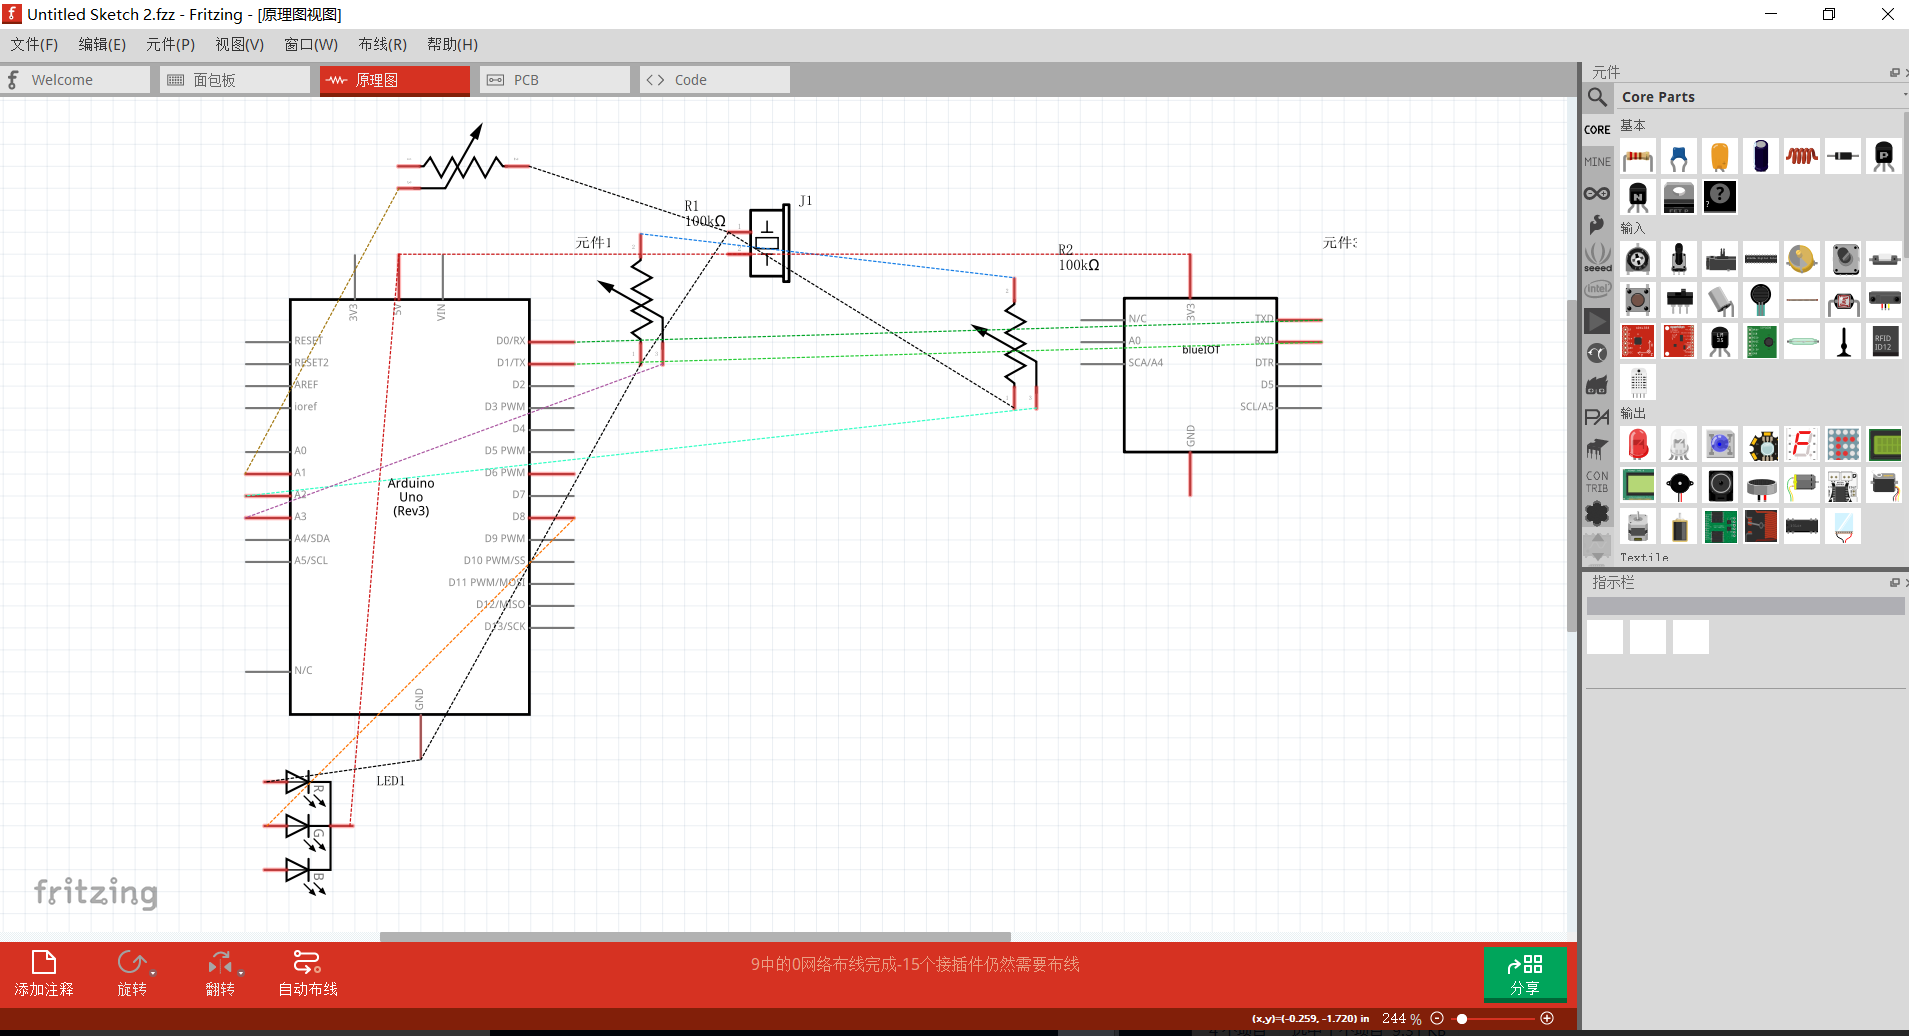 Untitled Sketch 2.fzz - Fritzing - [原理图视图]
文件(F) 编辑(E) 元件(P) 视图(V) 窗口(W) 布线(R) 帮助(H)
Welcome
面包板
原理图
PCB
Code
元件
Core Parts
CORE
基本
MINE
输入
seeed
intel
PA
输出
CON
TRIB
Textile
RFID
ID12
指示栏
J1
R1
100kΩ
元件1
R2
100kΩ
元件3
3V3
5V
VIN
RESET
RESET2
AREF
ioref
A0
A1
A2
A3
A4/SDA
A5/SCL
N/C
Arduino
Uno
(Rev3)
D0/RX
D1/TX
D2
D3 PWM
D4
D5 PWM
D6 PWM
D7
D8
D9 PWM
D10 PWM/SS
D11 PWM/MOSI
D12/MISO
D13/SCK
GND
N/C
A0
SCA/A4
3V3
blueIOT
TXD
RXD
DTR
D5
SCL/A5
GND
LED1
R
G
B
fritzing
添加注释
旋转
翻转
自动布线
9中的0网络布线完成-15个接插件仍然需要布线
分享
(x,y)=(-0.259, -1.720) in 244 %